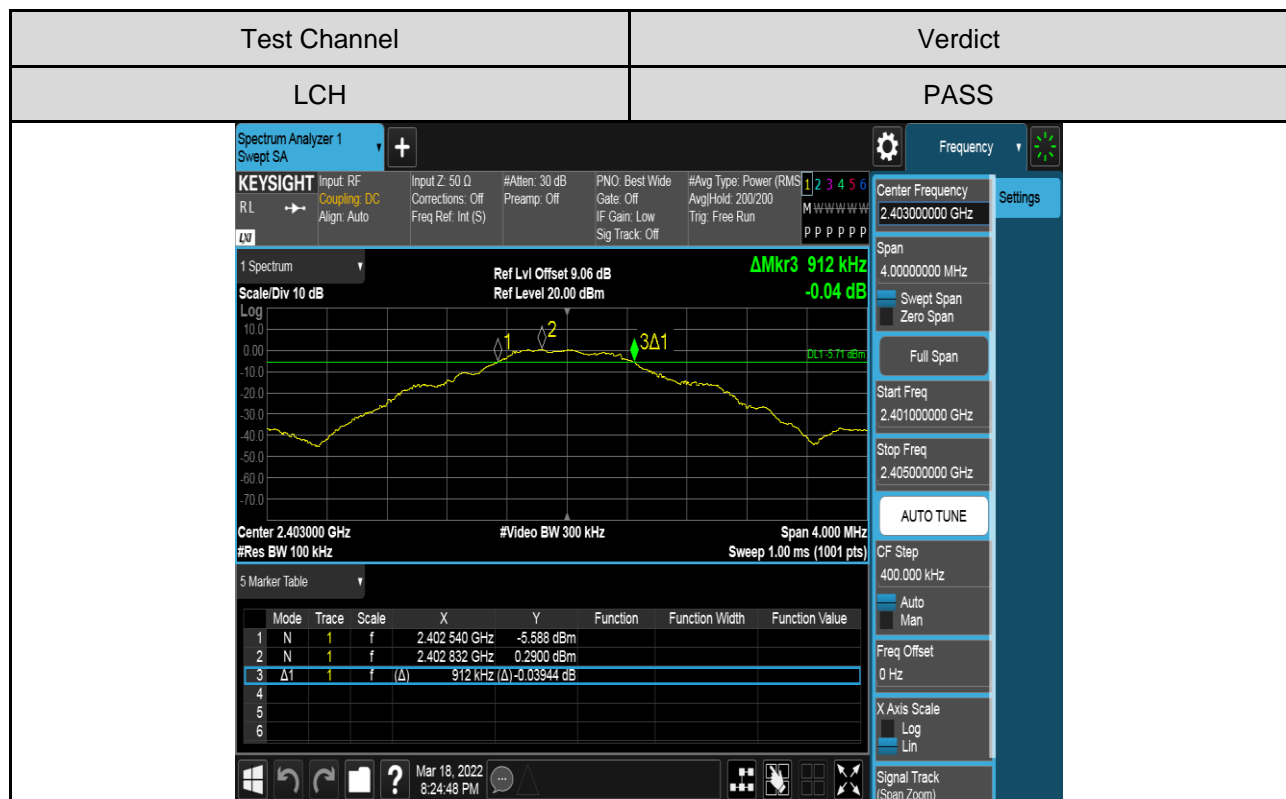 Test Channel Verdict
LCH PASS
Spectrum Analyzer 1
Swept SA
Frequency
KEYSIGHT Input: RF Input Z: 50 Ω #Atten: 30 dB PNO: Best Wide #Avg Type: Power (RMS 1 2 3 4 5 6
RL Coupling: DC Corrections: Off Preamp: Off Gate: Off Avg|Hold: 200/200 M W W W W W
Align: Auto Freq Ref: Int (S) IF Gain: Low Trig: Free Run
LXI Sig Track: Off P P P P P P
1 Spectrum
Ref Lvl Offset 9.06 dB ΔMkr3 912 kHz
Scale/Div 10 dB Ref Level 20.00 dBm -0.04 dB
Log
10.0
0.00
-10.0
-20.0
-30.0
-40.0
-50.0
-60.0
-70.0
1 2 3Δ1
DL1 -5.71 dBm
Center 2.403000 GHz #Video BW 300 kHz Span 4.000 MHz
#Res BW 100 kHz Sweep 1.00 ms (1001 pts)
5 Marker Table
Mode Trace Scale X Y Function Function Width Function Value
1 N 1 f 2.402 540 GHz -5.588 dBm
2 N 1 f 2.402 832 GHz 0.2900 dBm
3 Δ1 1 f (Δ) 912 kHz (Δ) -0.03944 dB
4
5
6
Mar 18, 2022
8:24:48 PM
Center Frequency
2.403000000 GHz
Settings
Span
4.00000000 MHz
Swept Span
Zero Span
Full Span
Start Freq
2.401000000 GHz
Stop Freq
2.405000000 GHz
AUTO TUNE
CF Step
400.000 kHz
Auto
Man
Freq Offset
0 Hz
X Axis Scale
Log
Lin
Signal Track
(Span Zoom)